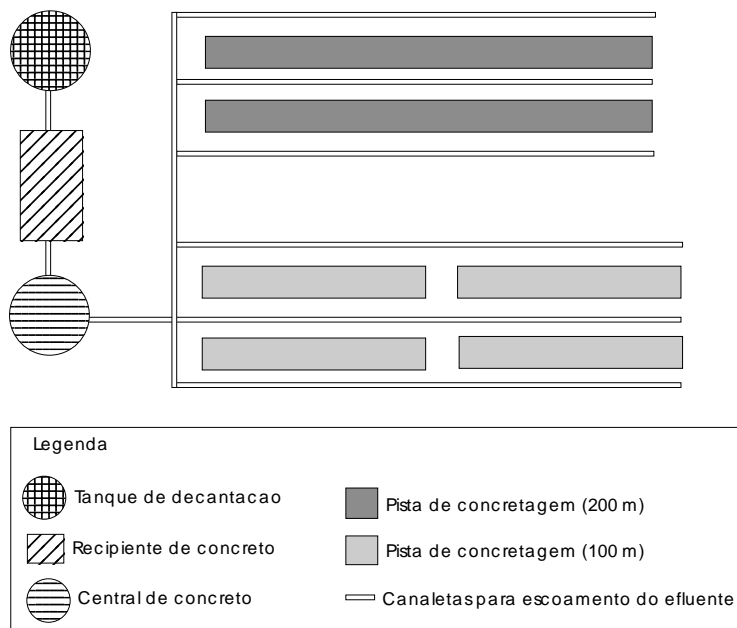 Legenda
Tanque de decantacao
Recipiente de concreto
Central de concreto
Pista de concretagem (200 m)
Pista de concretagem (100 m)
Canaletas para escoamento do efluente